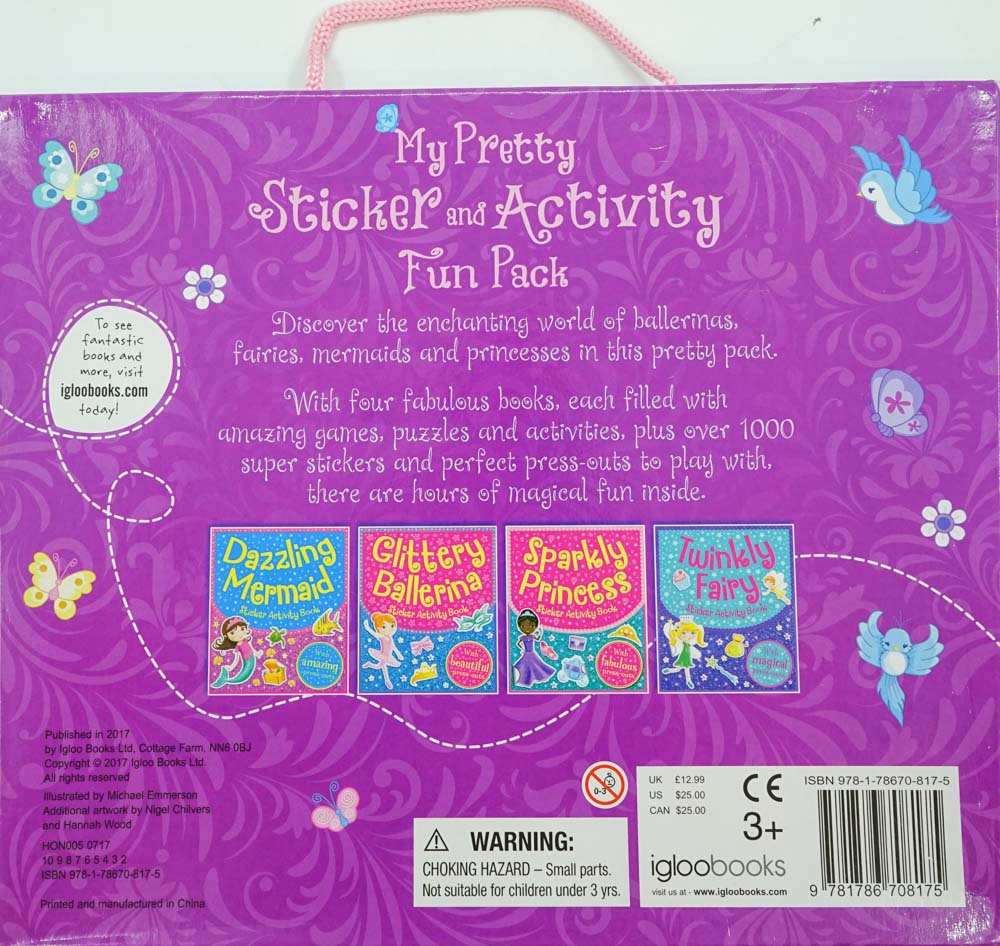 My Pretty
Sticker and Activity
Fun Pack
Discover the enchanting world of ballerinas,
fairies, mermaids and princesses in this pretty pack.
With four fabulous books, each filled with
amazing games, puzzles and activities, plus over 1000
super stickers and perfect press-outs to play with,
there are hours of magical fun inside.
To see
fantastic
books and
more, visit
igloobooks.com
today!
Dazzling
Mermaid
Sticker Activity Book
With
amazing
press-outs
Glittery
Ballerina
Sticker Activity Book
With
beautiful
press-outs
Sparkly
Princess
Sticker Activity Book
With
fabulous
press-outs
Twinkly
Fairy
Sticker Activity Book
With
magical
press-outs
Published in 2017
by Igloo Books Ltd, Cottage Farm, NN6 0BJ
Copyright © 2017 Igloo Books Ltd.
All rights reserved
Illustrated by Michael Emmerson
Additional artwork by Nigel Chilvers
and Hannah Wood
HON005 0717
10 9 8 7 6 5 4 3 2
ISBN 978-1-78670-817-5
Printed and manufactured in China
0-3
WARNING:
CHOKING HAZARD – Small parts.
Not suitable for children under 3 yrs.
UK £12.99
US $25.00
CAN $25.00
CE
3+
igloobooks
visit us at - www.igloobooks.com
ISBN 978-1-78670-817-5
9 781786 708175